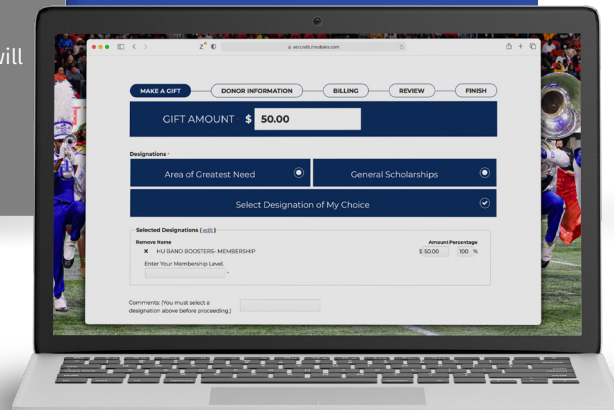 will
secure2.imodules.com
MAKE A GIFT
DONOR INFORMATION
BILLING
REVIEW
FINISH
GIFT AMOUNT $ 50.00
Designations *
Area of Greatest Need
General Scholarships
Select Designation of My Choice
Selected Designations ( edit )
Remove Name Amount Percentage
× HU BAND BOOSTERS- MEMBERSHIP $ 50.00 100 %
Enter Your Membership Level.
*
Comments: (You must select a
designation above before proceeding.)